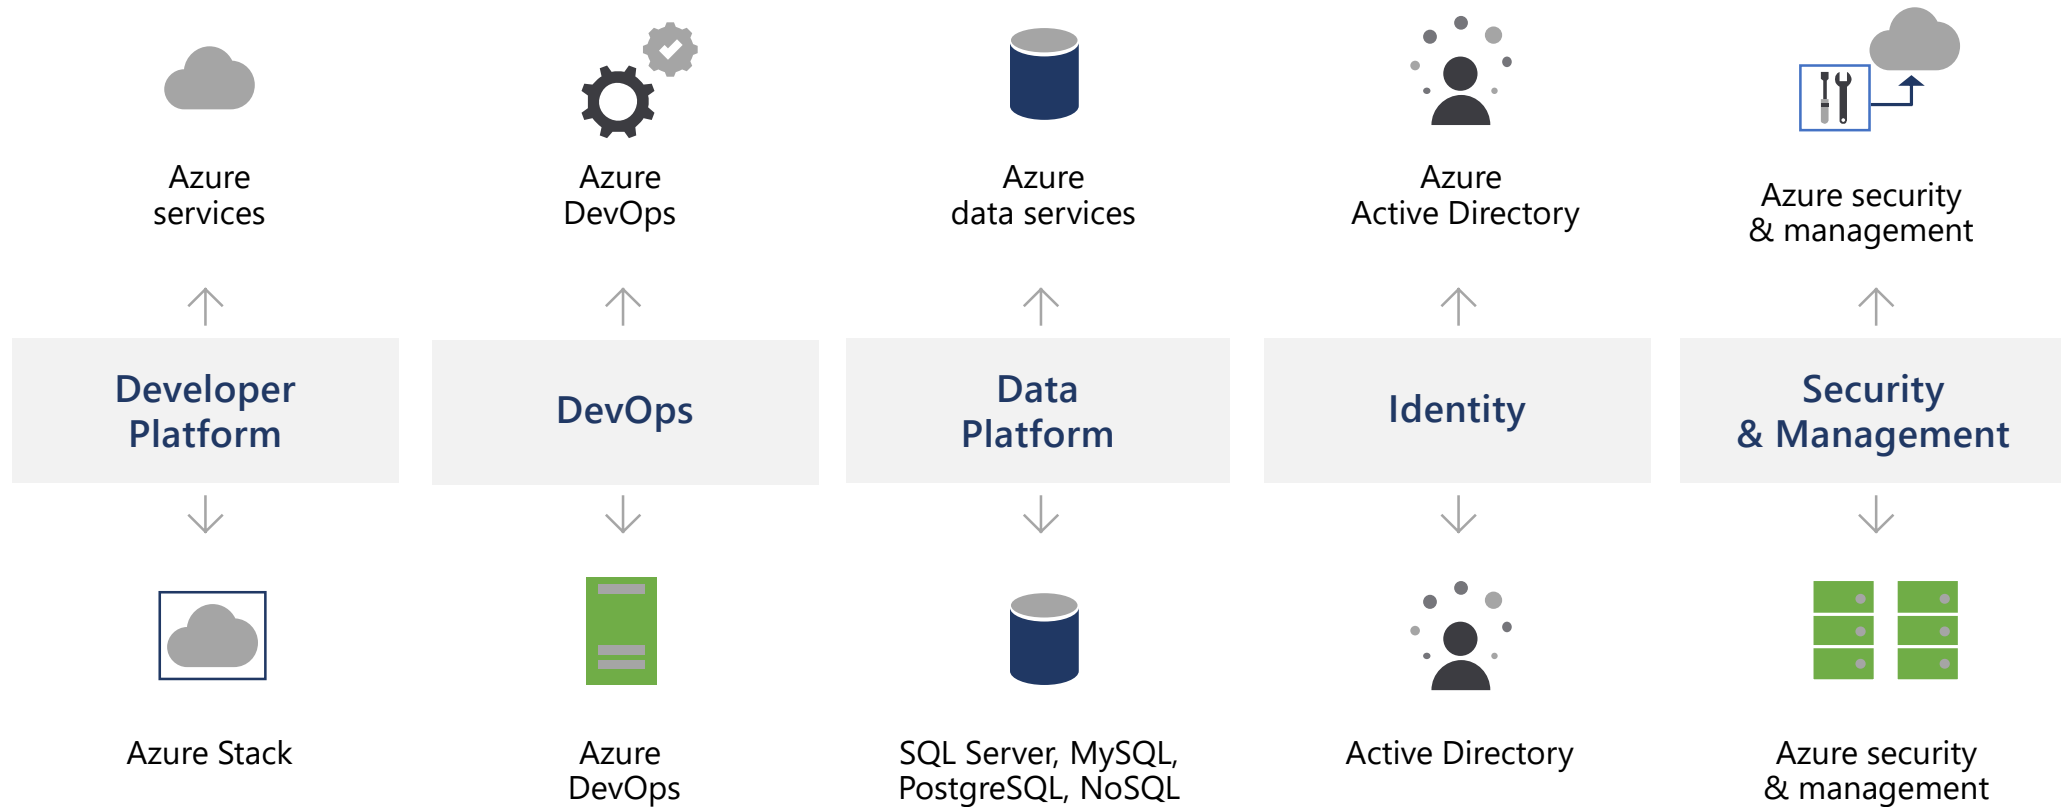 Azure
services
Azure
DevOps
Azure
data services
Azure
Active Directory
Azure security
& management
Developer
Platform
DevOps
Data
Platform
Identity
Security
& Management
Azure Stack
Azure
DevOps
SQL Server, MySQL,
PostgreSQL, NoSQL
Active Directory
Azure security
& management